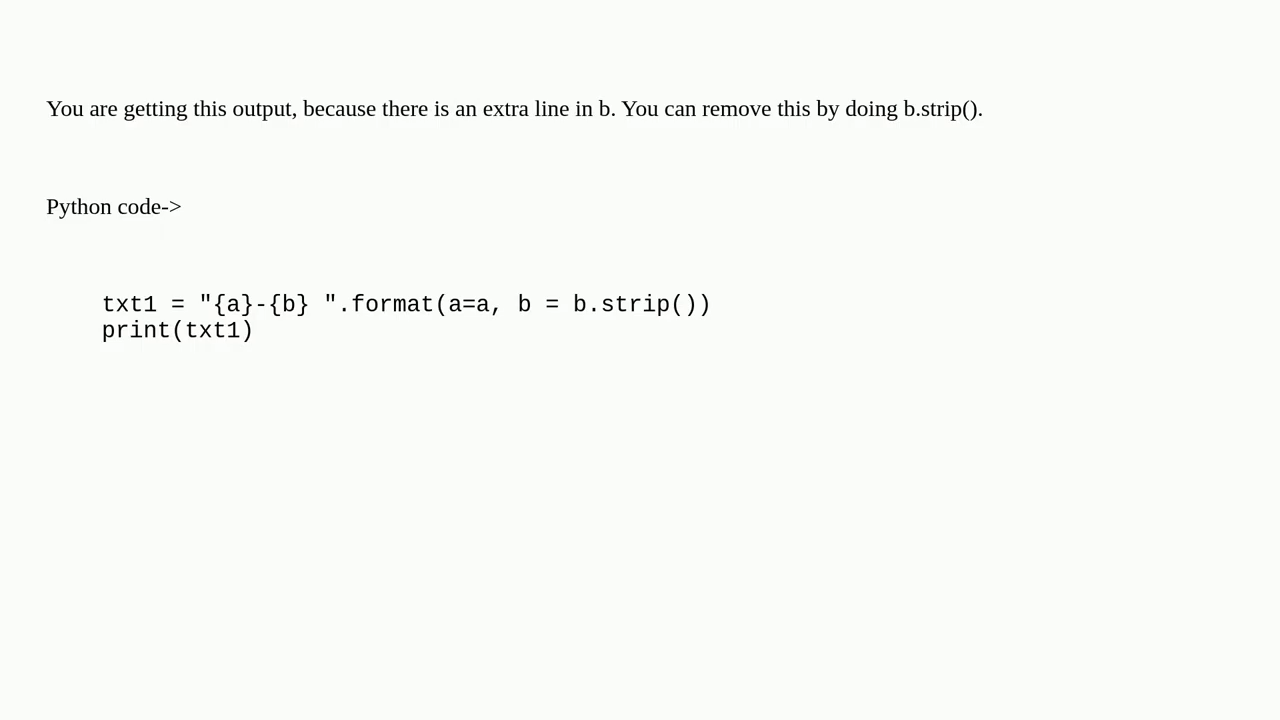 You are getting this output, because there is an extra line in b. You can remove this by doing b.strip().
Python code->
txt1 = "{a}-{b} ".format(a=a, b = b.strip())
print(txt1)